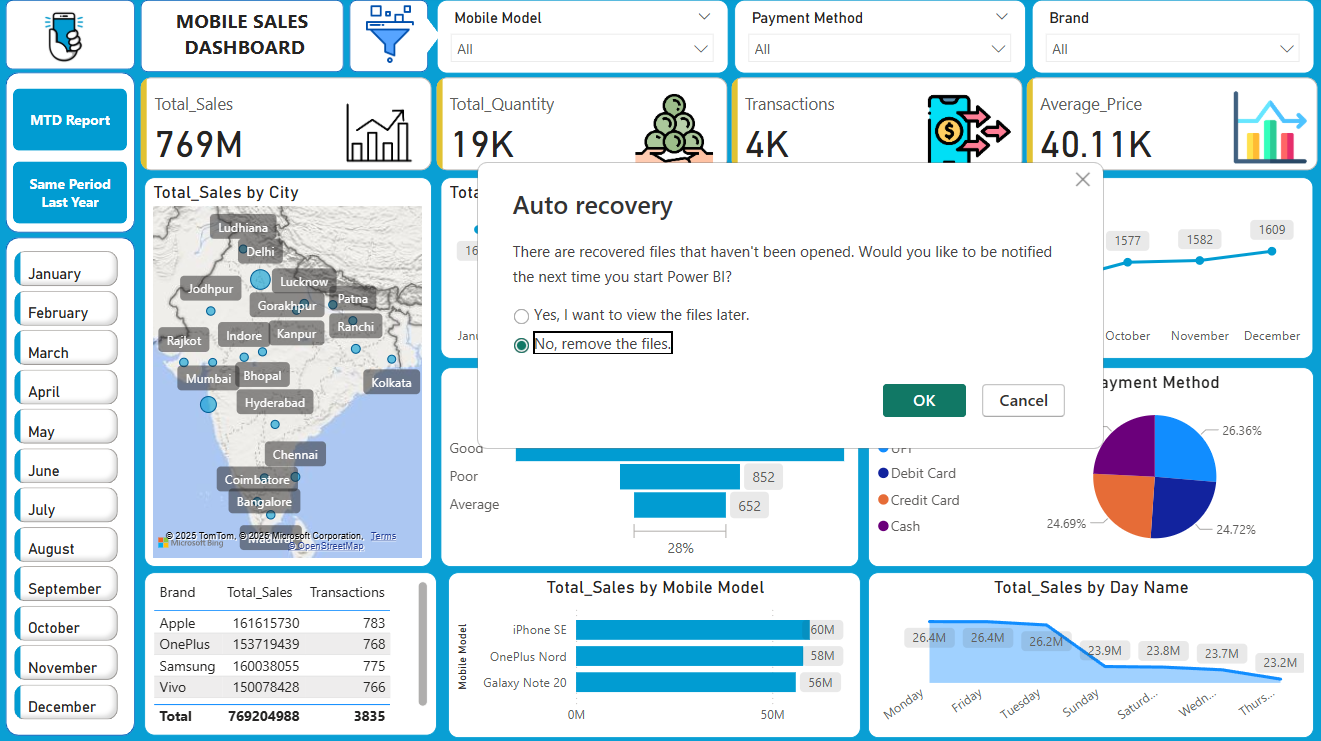 MOBILE SALES
DASHBOARD
Mobile Model
All
Payment Method
All
Brand
All
MTD Report
Same Period
Last Year
January
February
March
April
May
June
July
August
September
October
November
December
Total_Sales
769M
Total_Quantity
19K
Transactions
4K
Average_Price
40.11K
Total_Sales by City
Ludhiana
Delhi
Jodhpur
Lucknow
Gorakhpur
Patna
Ranchi
Rajkot
Indore
Kanpur
Mumbai
Bhopal
Kolkata
Hyderabad
Chennai
Coimbatore
Bangalore
© 2025 TomTom, © 2025 Microsoft Corporation, Terms
© OpenStreetMap
Microsoft Bing
1577
1582
1609
October
November
December
Auto recovery
There are recovered files that haven't been opened. Would you like to be notified
the next time you start Power BI?
Yes, I want to view the files later.
No, remove the files.
OK
Cancel
Good
Poor
852
Average
652
28%
Payment Method
UPI
Debit Card
Credit Card
Cash
26.36%
24.72%
24.69%
Brand Total_Sales Transactions
Apple 161615730 783
OnePlus 153719439 768
Samsung 160038055 775
Vivo 150078428 766
Total 769204988 3835
Total_Sales by Mobile Model
Mobile Model
iPhone SE 60M
OnePlus Nord 58M
Galaxy Note 20 56M
0M 50M
Total_Sales by Day Name
26.4M 26.4M 26.2M 23.9M 23.8M 23.7M 23.2M
Monday Friday Tuesday Sunday Saturd... Wedn... Thurs...